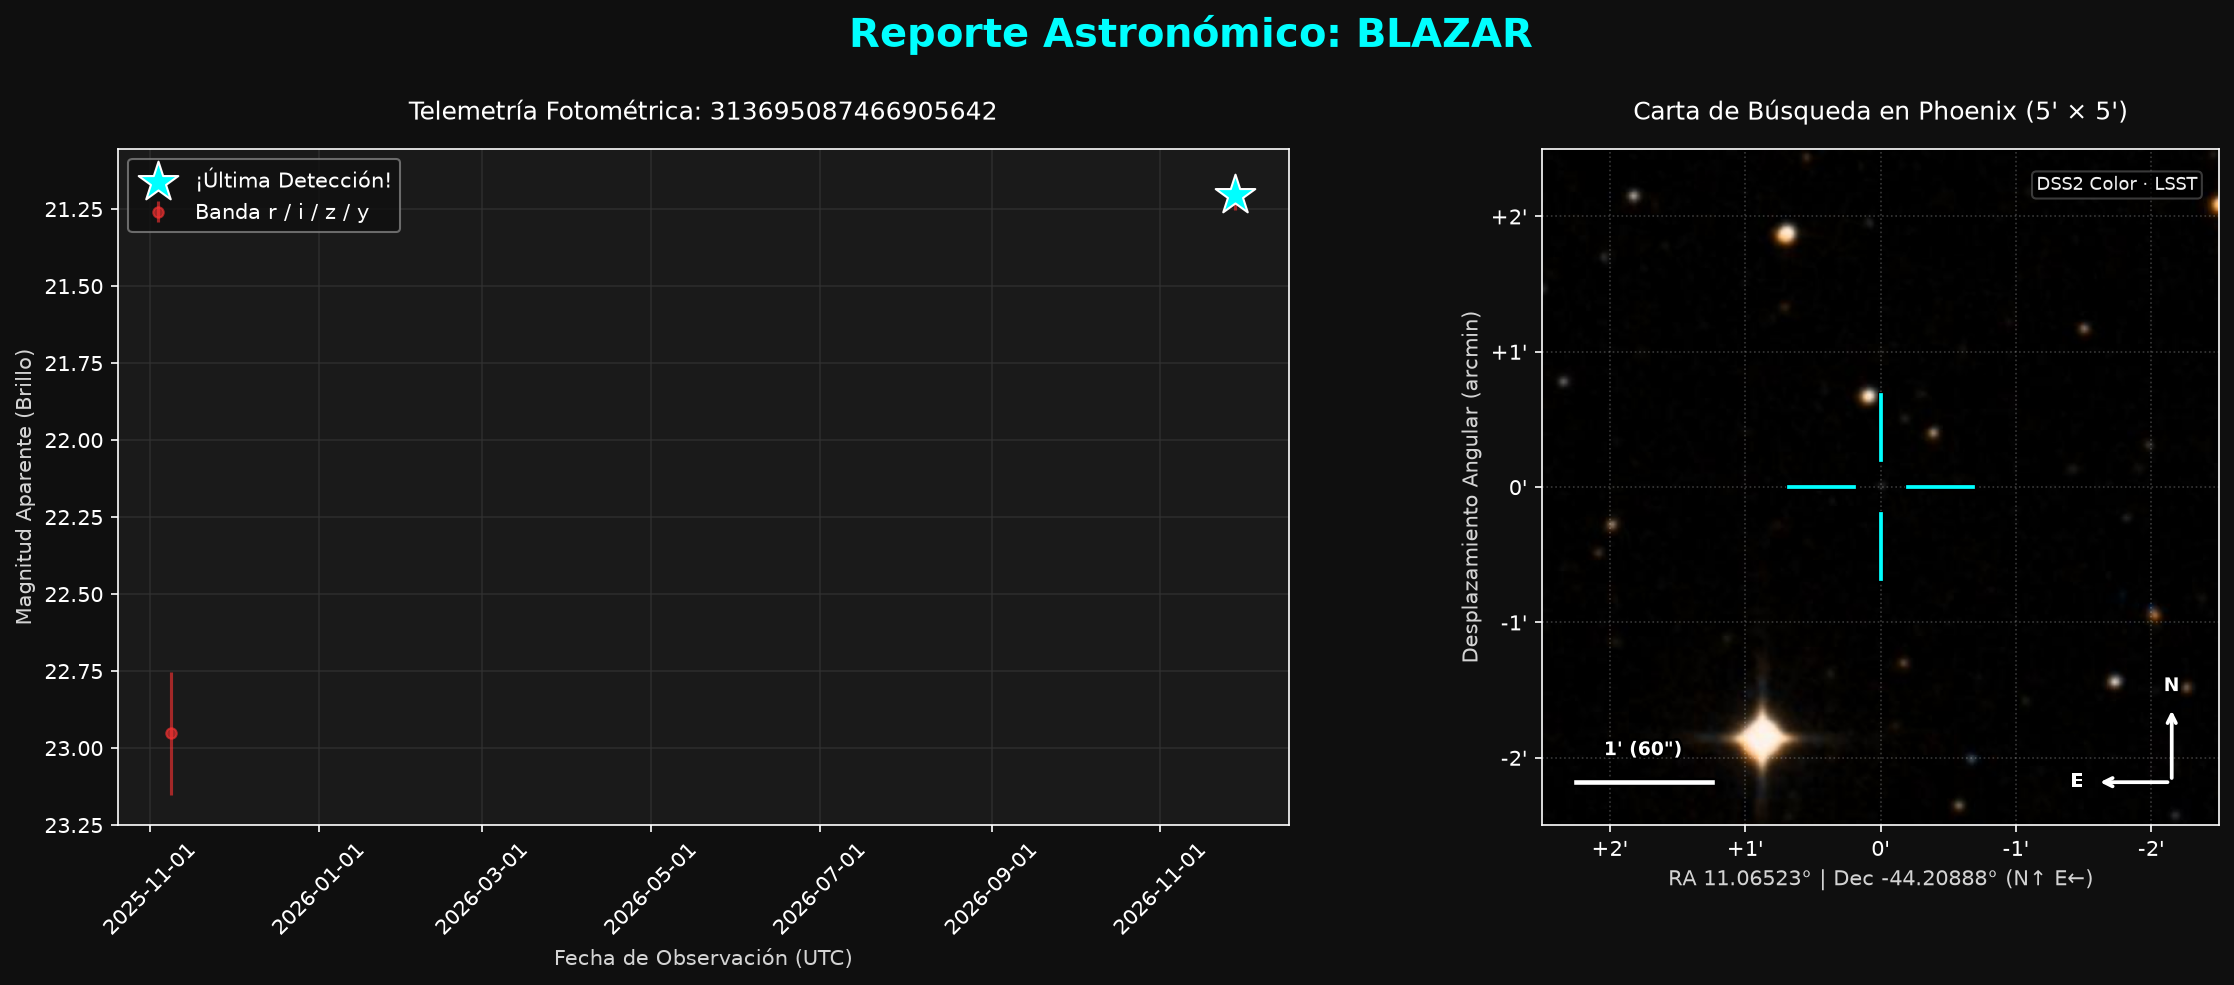 Reporte Astronómico: BLAZAR
Telemetría Fotométrica: 313695087466905642
¡Última Detección!
Banda r / i / z / y
Magnitud Aparente (Brillo)
21.25
21.50
21.75
22.00
22.25
22.50
22.75
23.00
23.25
2025-11-01
2026-01-01
2026-03-01
2026-05-01
2026-07-01
2026-09-01
2026-11-01
Fecha de Observación (UTC)
Carta de Búsqueda en Phoenix (5' × 5')
DSS2 Color · LSST
Desplazamiento Angular (arcmin)
+2'
+1'
0'
-1'
-2'
N
E
1' (60")
+2'
+1'
0'
-1'
-2'
RA 11.06523° | Dec -44.20888° (N↑ E←)